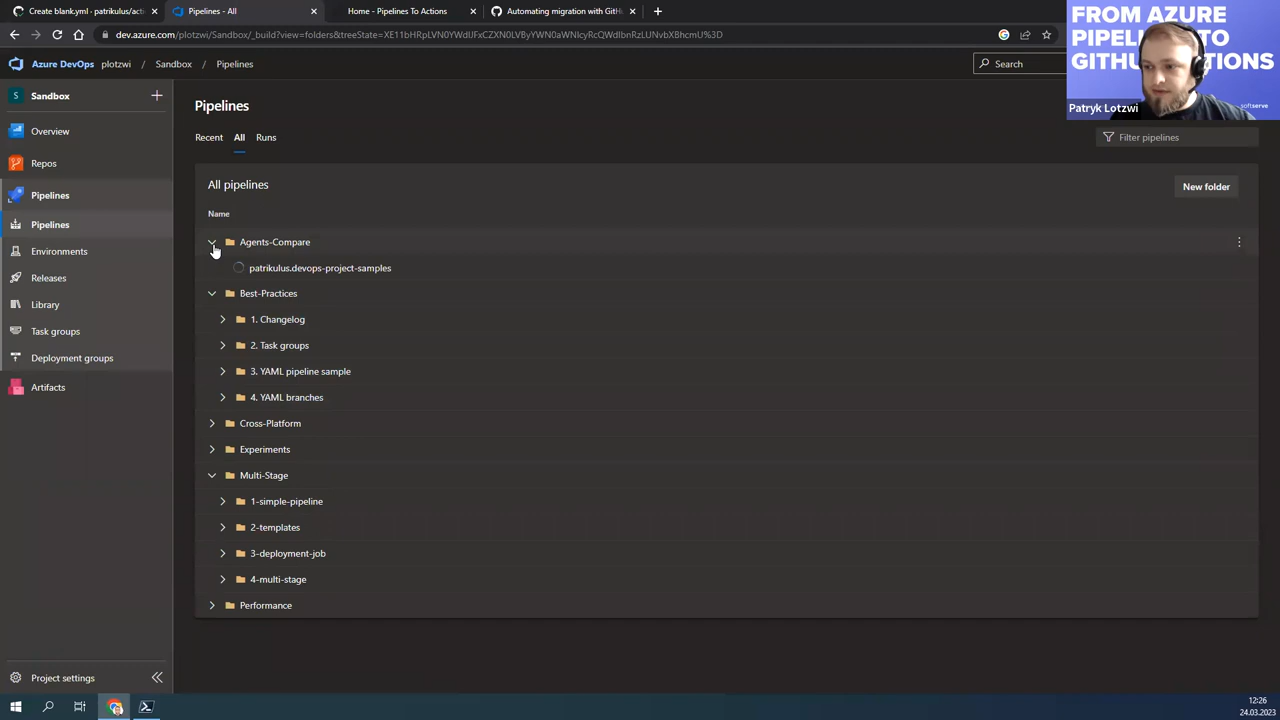 Create blank.yml · patrikulus/acti
Pipelines - All
Home - Pipelines To Actions
Automating migration with GitHu
dev.azure.com/plotzwi/Sandbox/_build?view=folders&treeState=
Azure DevOps
plotzwi
/
Sandbox
/
Pipelines
Search
FROM AZURE
PIPELIN TO
GITHU TIONS
Patryk Lotzwi
softserve
Sandbox
Overview
Repos
Pipelines
Pipelines
Environments
Releases
Library
Task groups
Deployment groups
Artifacts
Project settings
Pipelines
Recent
All
Runs
Filter pipelines
All pipelines
New folder
Name
Agents-Compare
patrikulus.devops-project-samples
Best-Practices
1. Changelog
2. Task groups
3. YAML pipeline sample
4. YAML branches
Cross-Platform
Experiments
Multi-Stage
1-simple-pipeline
2-templates
3-deployment-job
4-multi-stage
Performance
12:26
24.03.2023